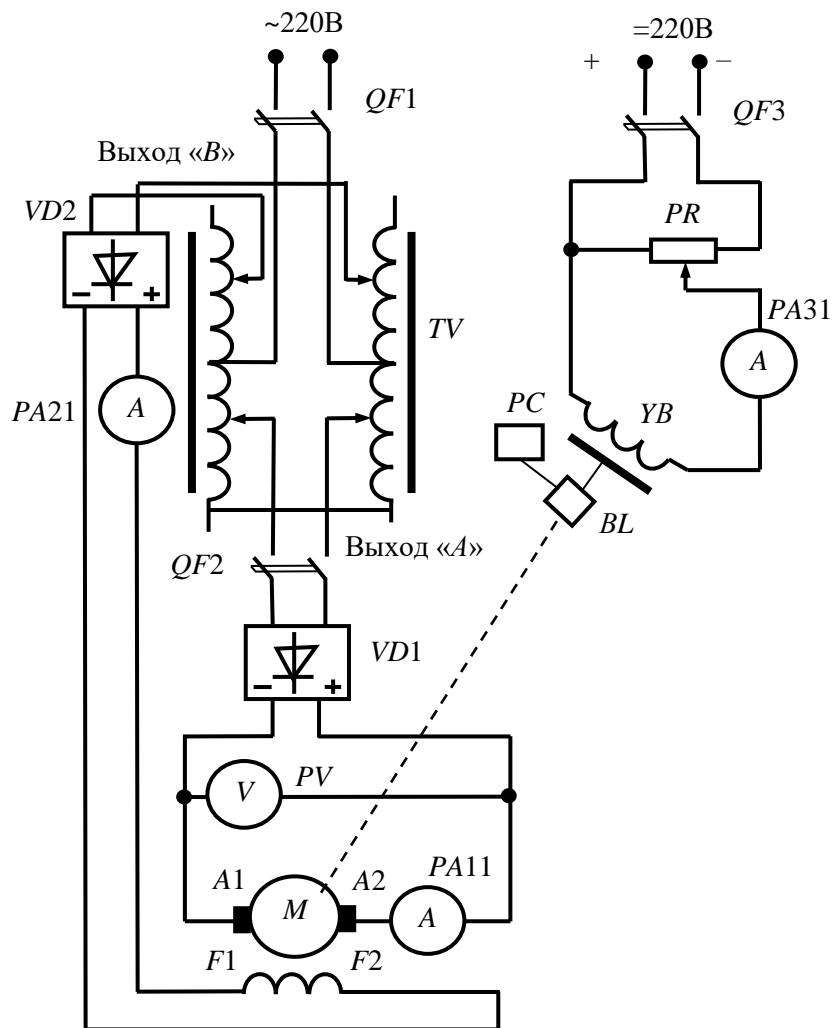 ~220В
=220В
+
−
QF1
QF3
Выход «В»
VD2
PR
−
+
TV
PA31
A
PA21
A
PC
YB
BL
Выход «А»
QF2
VD1
−
+
V
PV
PA11
A1
A2
M
A
F1
F2